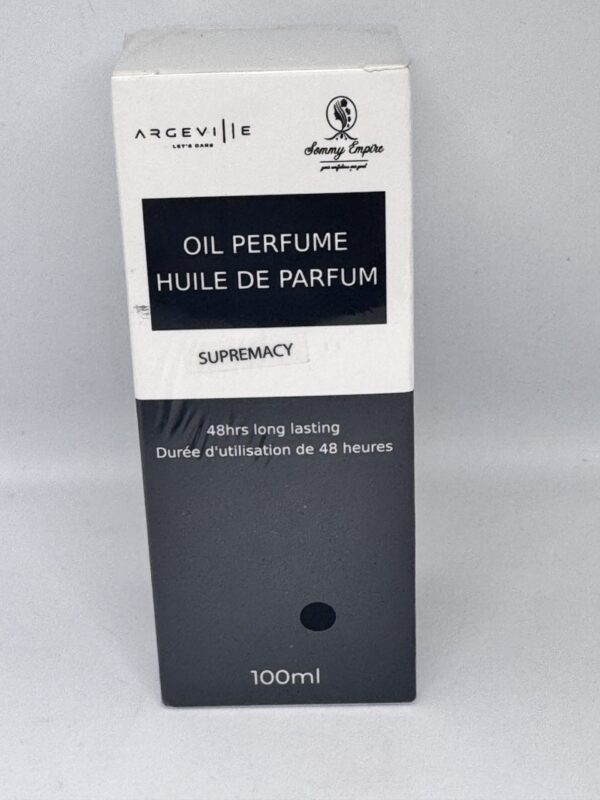 ARGEVILLE
LET'S CARE
Sommy Empire
OIL PERFUME
HUILE DE PARFUM
SUPREMACY
48hrs long lasting
Durée d'utilisation de 48 heures
100ml